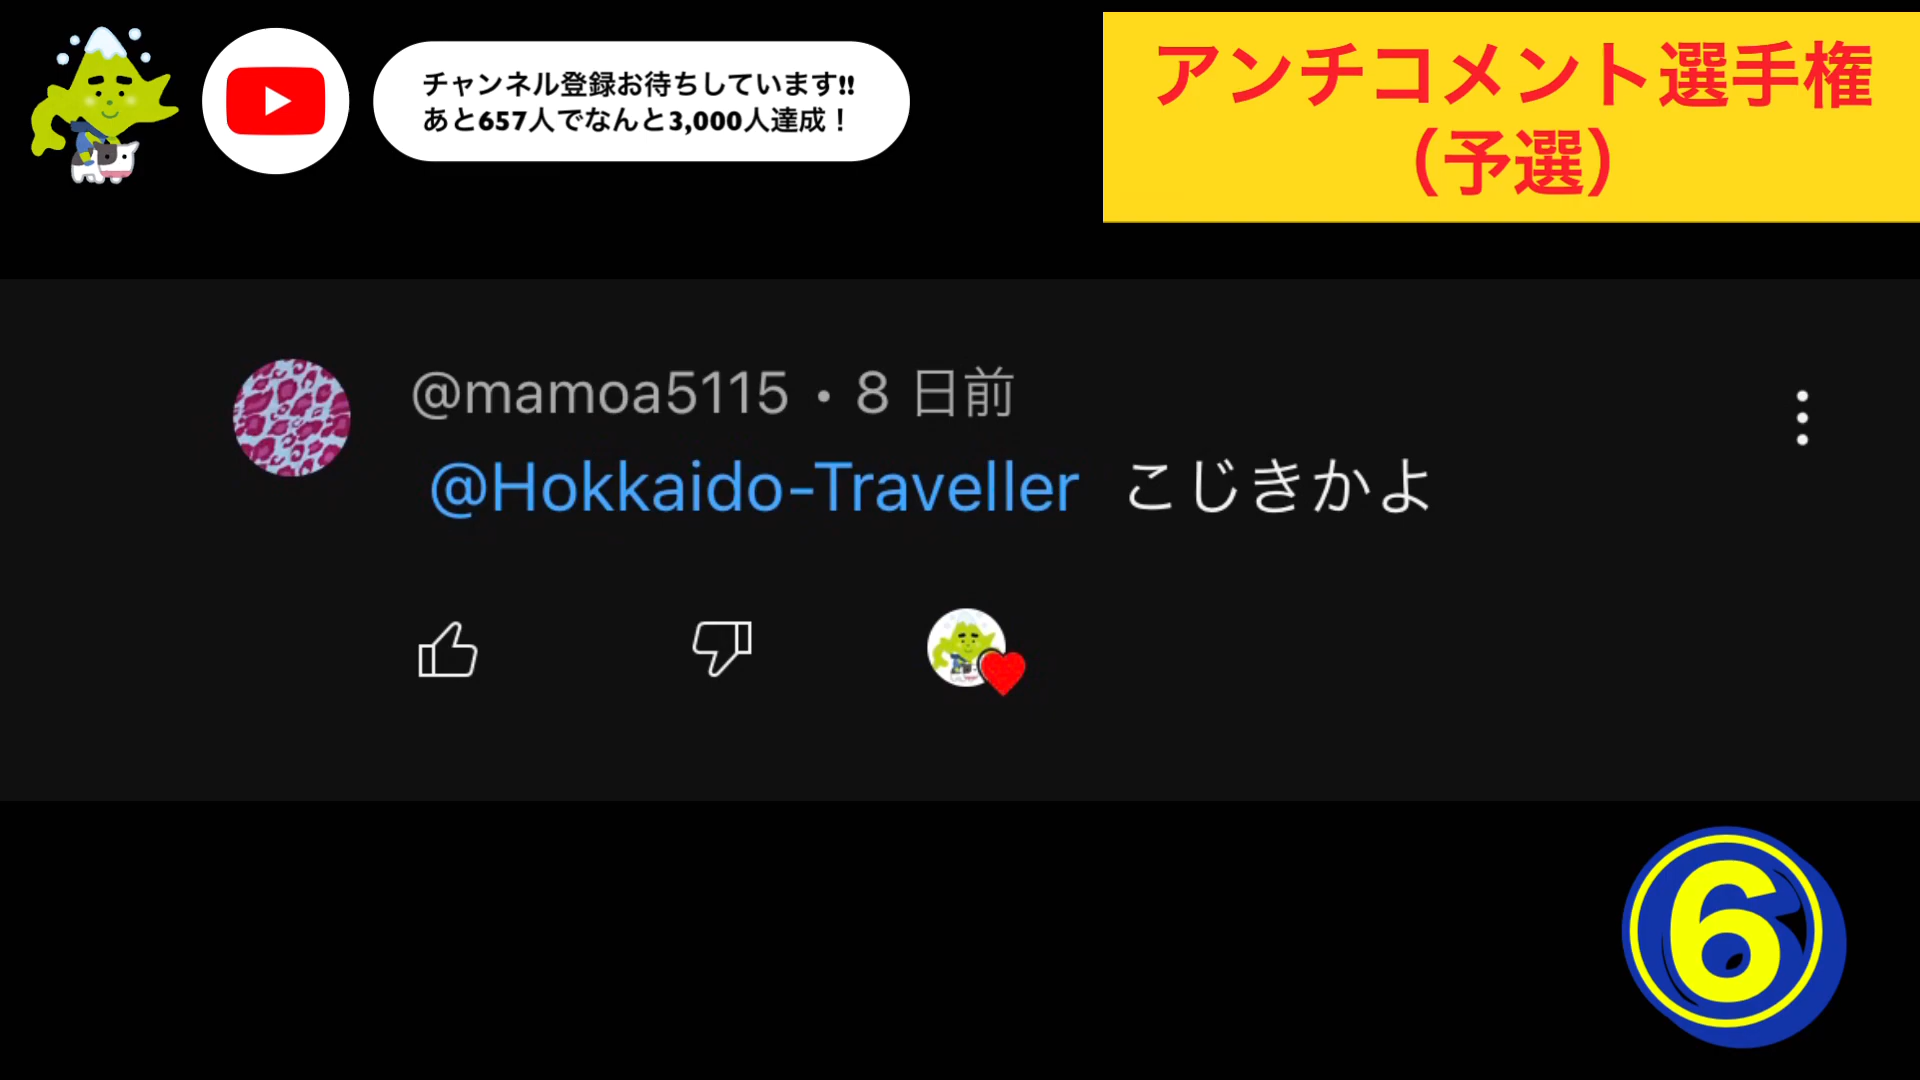 チャンネル登録お待ちしています!!
あと657人でなんと3,000人達成！
アンチコメント選手権
（予選）
@mamoa5115・8 日前
@Hokkaido-Traveller こじきかよ
6